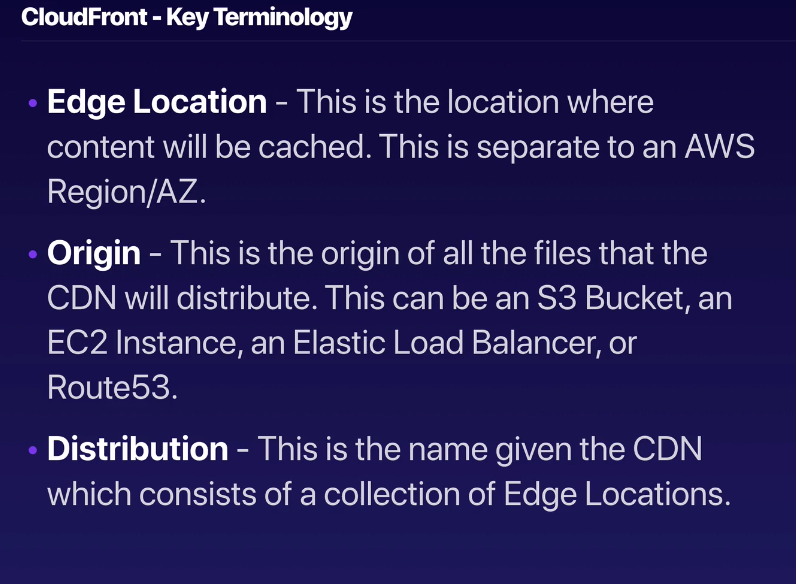 CloudFront - Key Terminology
• Edge Location - This is the location where
content will be cached. This is separate to an AWS
Region/AZ.
• Origin - This is the origin of all the files that the
CDN will distribute. This can be an S3 Bucket, an
EC2 Instance, an Elastic Load Balancer, or
Route53.
• Distribution - This is the name given the CDN
which consists of a collection of Edge Locations.